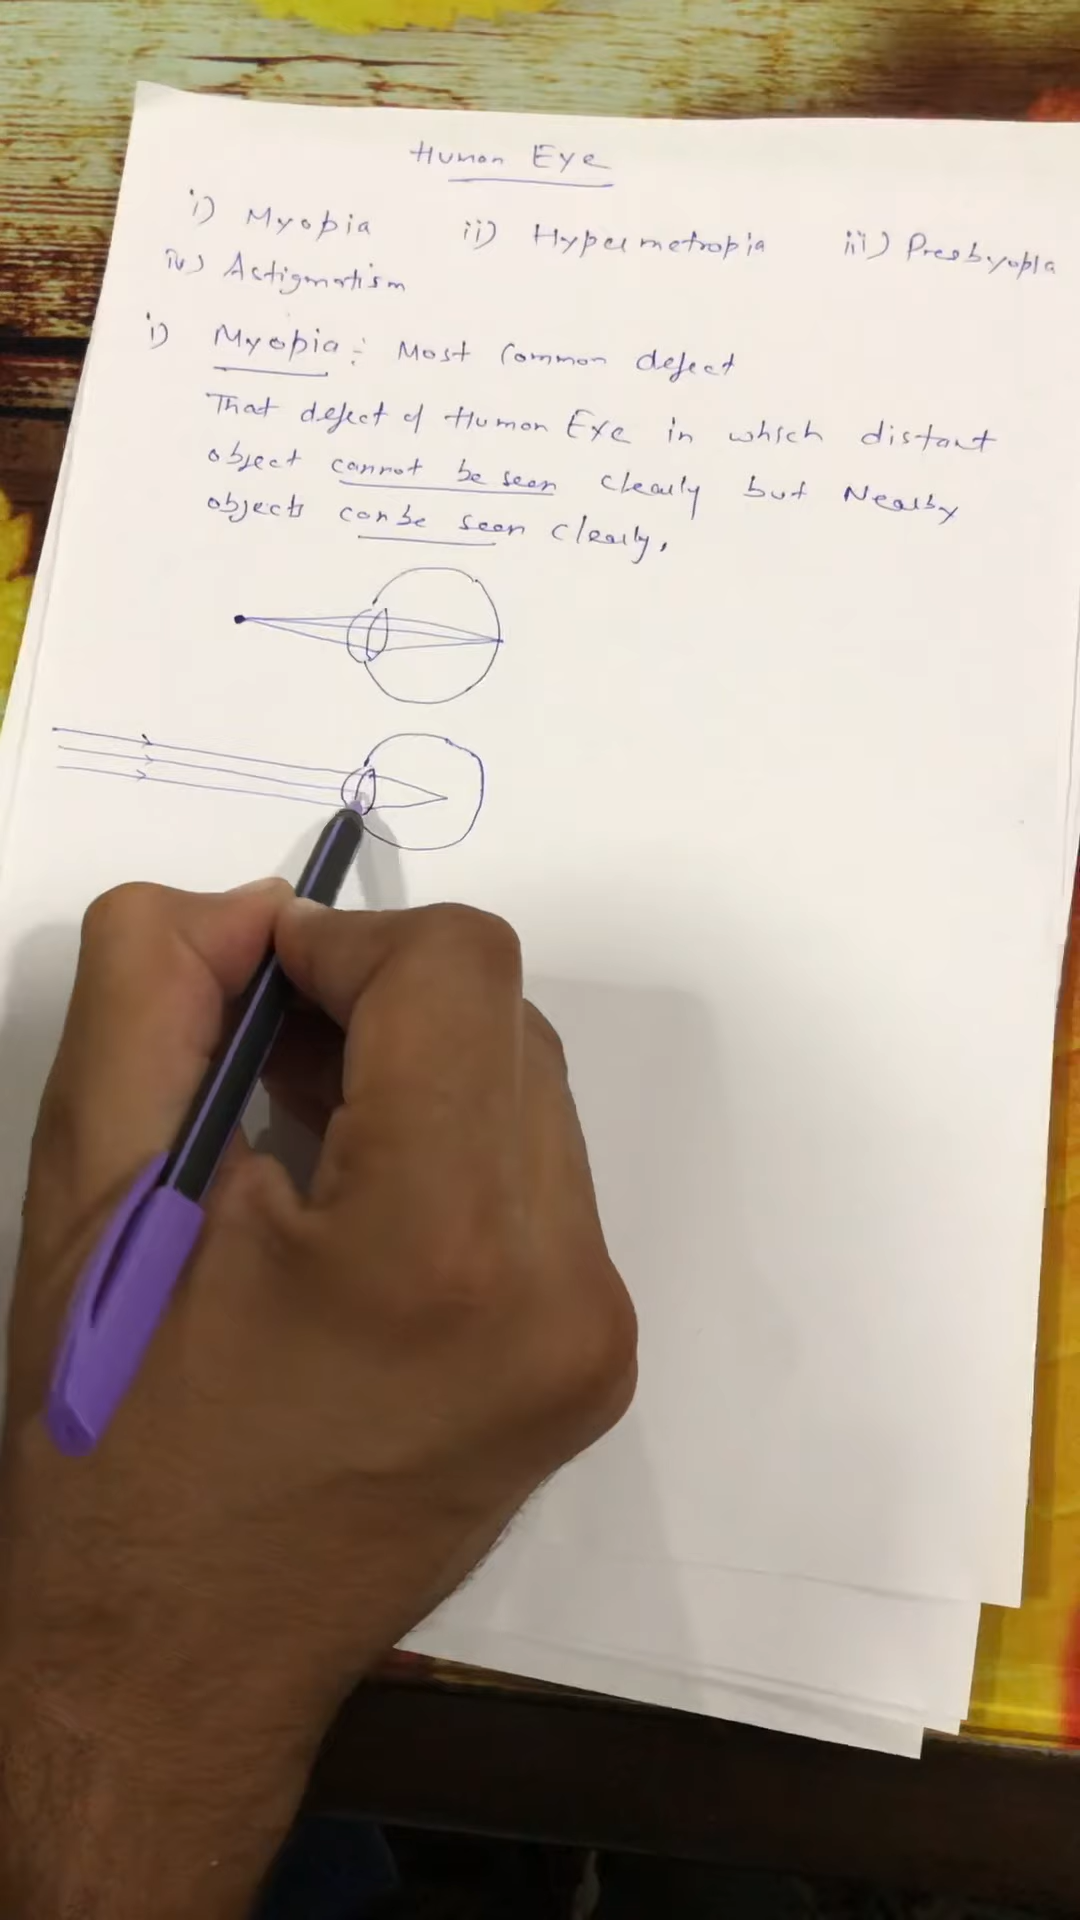 Human Eye
i) Myopia ii) Hypermetropia iii) Presbyopia
iv) Actigmatism
i) Myopia : Most Common defect
That defect of Human Eye in which distant
object cannot be seen clearly but Nearby
objects can be seen clearly.